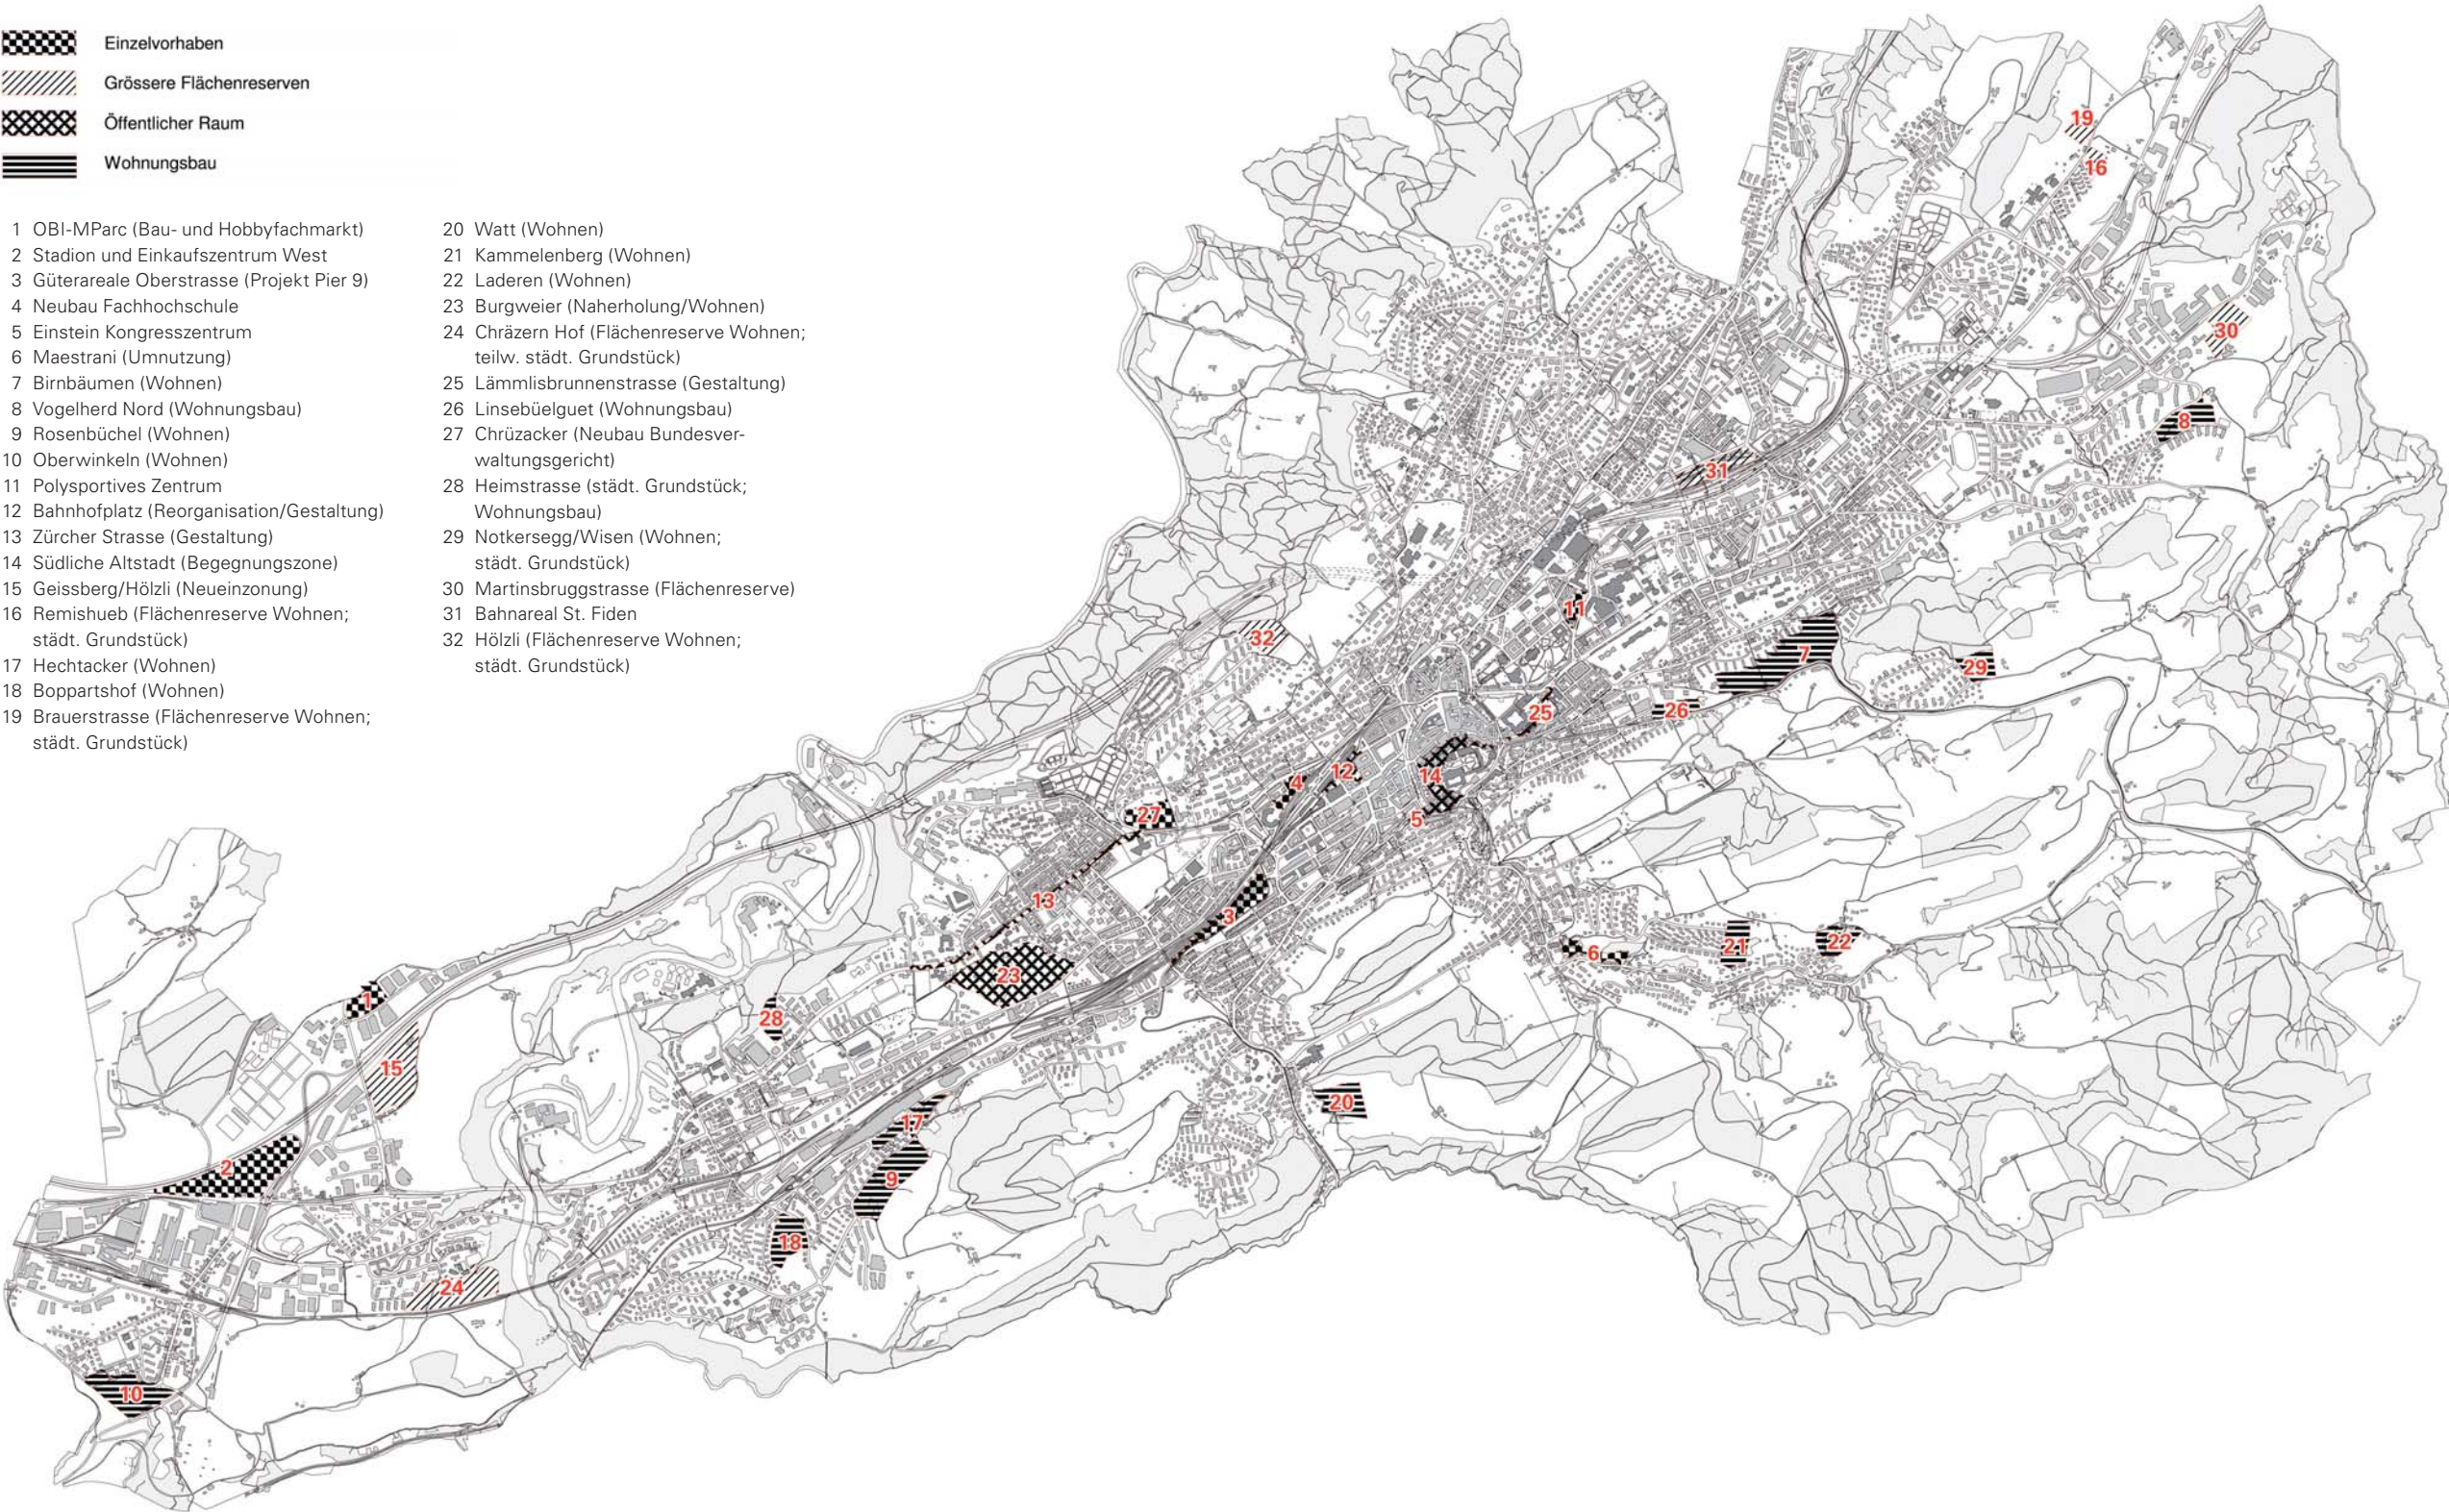 Einzelvorhaben
Grössere Flächenreserven
Öffentlicher Raum
Wohnungsbau
1 OBI-MParc (Bau- und Hobbyfachmarkt)
2 Stadion und Einkaufszentrum West
3 Güterareale Oberstrasse (Projekt Pier 9)
4 Neubau Fachhochschule
5 Einstein Kongresszentrum
6 Maestrani (Umnutzung)
7 Birnbäumen (Wohnen)
8 Vogelherd Nord (Wohnungsbau)
9 Rosenbüchel (Wohnen)
10 Oberwinkeln (Wohnen)
11 Polysportives Zentrum
12 Bahnhofplatz (Reorganisation/Gestaltung)
13 Zürcher Strasse (Gestaltung)
14 Südliche Altstadt (Begegnungszone)
15 Geissberg/Hölzli (Neueinzonung)
16 Remishueb (Flächenreserve Wohnen;
städt. Grundstück)
17 Hechtacker (Wohnen)
18 Boppartshof (Wohnen)
19 Brauerstrasse (Flächenreserve Wohnen;
städt. Grundstück)
20 Watt (Wohnen)
21 Kammelenberg (Wohnen)
22 Laderen (Wohnen)
23 Burgweier (Naherholung/Wohnen)
24 Chräzern Hof (Flächenreserve Wohnen;
teilw. städt. Grundstück)
25 Lämmlisbrunnenstrasse (Gestaltung)
26 Linsebüelguet (Wohnungsbau)
27 Chrüzacker (Neubau Bundesver-
waltungsgericht)
28 Heimstrasse (städt. Grundstück;
Wohnungsbau)
29 Notkersegg/Wisen (Wohnen;
städt. Grundstück)
30 Martinsbruggstrasse (Flächenreserve)
31 Bahnareal St. Fiden
32 Hölzli (Flächenreserve Wohnen;
städt. Grundstück)
19
16
30
8
31
11
32
7
29
25
26
12
14
4
5
27
13
3
6
21
22
23
1
28
15
20
17
2
9
18
24
10